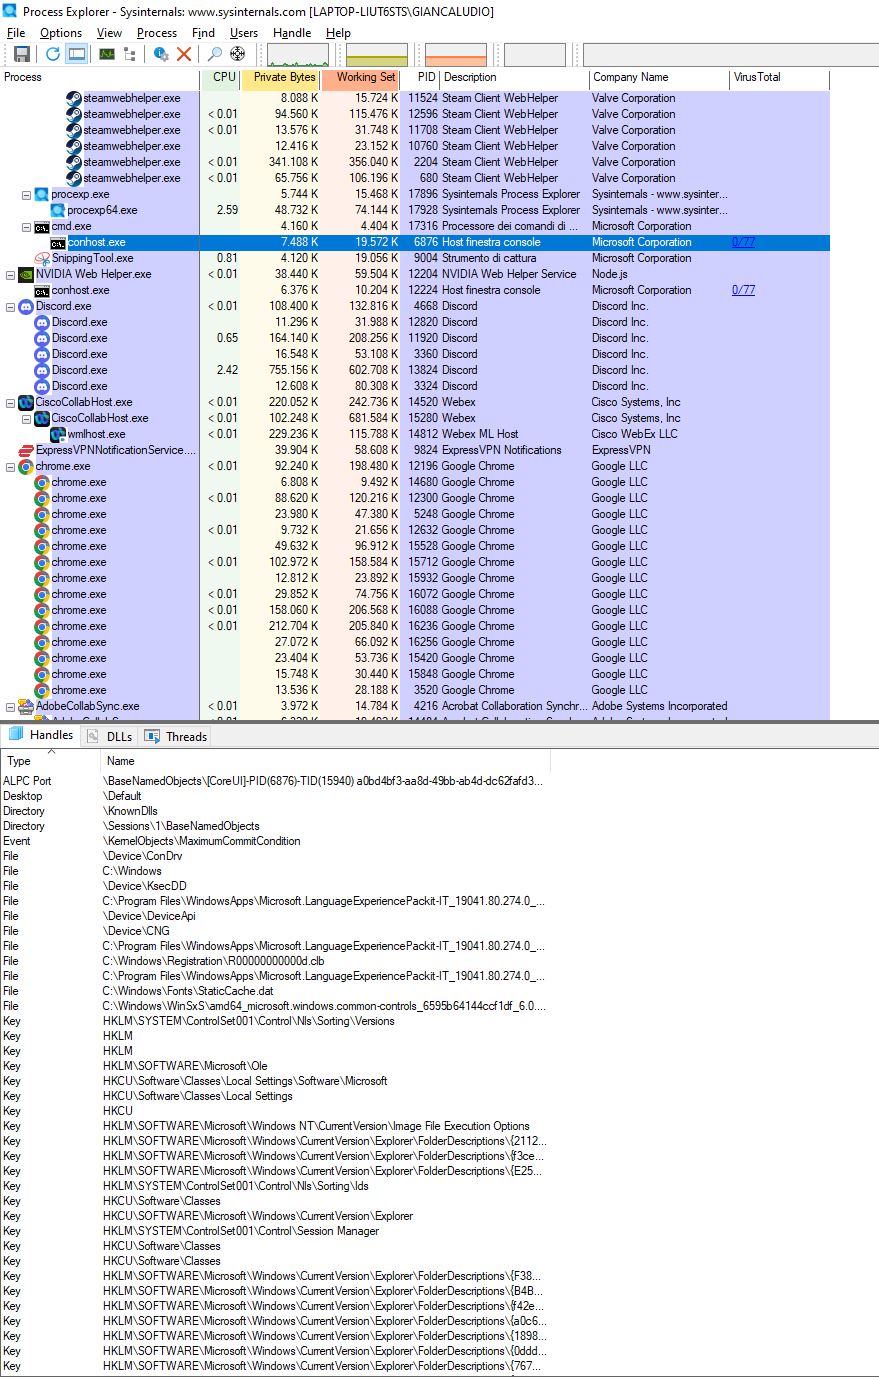 Process Explorer - Sysinternals: www.sysinternals.com [LAPTOP-LIUT6STS\GIANCALUDIO]
File Options View Process Find Users Handle Help
Process CPU Private Bytes Working Set PID Description Company Name VirusTotal
steamwebhelper.exe 8.088 K 15.724 K 11524 Steam Client WebHelper Valve Corporation
steamwebhelper.exe < 0.01 94.560 K 115.476 K 12596 Steam Client WebHelper Valve Corporation
steamwebhelper.exe < 0.01 13.576 K 31.748 K 11708 Steam Client WebHelper Valve Corporation
steamwebhelper.exe 12.416 K 23.152 K 10760 Steam Client WebHelper Valve Corporation
steamwebhelper.exe < 0.01 341.108 K 356.040 K 2204 Steam Client WebHelper Valve Corporation
steamwebhelper.exe < 0.01 65.756 K 106.196 K 680 Steam Client WebHelper Valve Corporation
procexp.exe 5.744 K 15.468 K 17896 Sysinternals Process Explorer Sysinternals - www.sysinter...
procexp64.exe 2.59 48.732 K 74.144 K 17928 Sysinternals Process Explorer Sysinternals - www.sysinter...
cmd.exe 4.160 K 4.404 K 17316 Processore dei comandi di ... Microsoft Corporation
conhost.exe 7.488 K 19.572 K 6876 Host finestra console Microsoft Corporation 0/77
SnippingTool.exe 0.81 4.120 K 19.056 K 9004 Strumento di cattura Microsoft Corporation
NVIDIA Web Helper.exe < 0.01 38.440 K 59.504 K 12204 NVIDIA Web Helper Service Node.js
conhost.exe 6.376 K 10.204 K 12224 Host finestra console Microsoft Corporation 0/77
Discord.exe < 0.01 108.400 K 132.816 K 4668 Discord Discord Inc.
Discord.exe 11.296 K 31.988 K 12820 Discord Discord Inc.
Discord.exe 0.65 164.140 K 208.256 K 11920 Discord Discord Inc.
Discord.exe 16.548 K 53.108 K 3360 Discord Discord Inc.
Discord.exe 2.42 755.156 K 602.708 K 13824 Discord Discord Inc.
Discord.exe 12.608 K 80.308 K 3324 Discord Discord Inc.
CiscoCollabHost.exe < 0.01 220.052 K 242.736 K 14520 Webex Cisco Systems, Inc
CiscoCollabHost.exe < 0.01 102.248 K 681.584 K 15280 Webex Cisco Systems, Inc
wmlhost.exe < 0.01 229.236 K 115.788 K 14812 Webex ML Host Cisco WebEx LLC
ExpressVPNNotificationService.... 39.904 K 58.608 K 9824 ExpressVPN Notifications ExpressVPN
chrome.exe < 0.01 92.240 K 198.480 K 12196 Google Chrome Google LLC
chrome.exe 6.808 K 9.492 K 14680 Google Chrome Google LLC
chrome.exe < 0.01 88.620 K 120.216 K 12300 Google Chrome Google LLC
chrome.exe 23.980 K 47.380 K 5248 Google Chrome Google LLC
chrome.exe < 0.01 9.732 K 21.656 K 12632 Google Chrome Google LLC
chrome.exe 49.632 K 96.912 K 15528 Google Chrome Google LLC
chrome.exe < 0.01 102.972 K 158.584 K 15712 Google Chrome Google LLC
chrome.exe 12.812 K 23.892 K 15932 Google Chrome Google LLC
chrome.exe < 0.01 29.852 K 74.756 K 16072 Google Chrome Google LLC
chrome.exe < 0.01 158.060 K 206.568 K 16088 Google Chrome Google LLC
chrome.exe < 0.01 212.704 K 205.840 K 16236 Google Chrome Google LLC
chrome.exe 27.072 K 66.092 K 16256 Google Chrome Google LLC
chrome.exe 23.404 K 53.736 K 15420 Google Chrome Google LLC
chrome.exe 15.748 K 30.440 K 15848 Google Chrome Google LLC
chrome.exe 13.536 K 28.188 K 3520 Google Chrome Google LLC
AdobeCollabSync.exe < 0.01 3.972 K 14.784 K 4216 Acrobat Collaboration Synchr... Adobe Systems Incorporated
Handles DLLs Threads
Type Name
ALPC Port \BaseNamedObjects\[CoreUI]-PID(6876)-TID(15940) a0bd4bf3-aa8d-49bb-ab4d-dc62fafd3...
Desktop \Default
Directory \KnownDlls
Directory \Sessions\1\BaseNamedObjects
Event \KernelObjects\MaximumCommitCondition
File \Device\ConDrv
File C:\Windows
File \Device\KsecDD
File C:\Program Files\WindowsApps\Microsoft.LanguageExperiencePackit-IT_19041.80.274.0_...
File \Device\DeviceApi
File \Device\CNG
File C:\Program Files\WindowsApps\Microsoft.LanguageExperiencePackit-IT_19041.80.274.0_...
File C:\Windows\Registration\R00000000000d.clb
File C:\Program Files\WindowsApps\Microsoft.LanguageExperiencePackit-IT_19041.80.274.0_...
File C:\Windows\Fonts\StaticCache.dat
File C:\Windows\WinSxS\amd64_microsoft.windows.common-controls_6595b64144ccf1df_6.0....
Key HKLM\SYSTEM\ControlSet001\Control\Nls\Sorting\Versions
Key HKLM
Key HKLM
Key HKLM\SOFTWARE\Microsoft\Ole
Key HKCU\Software\Classes\Local Settings\Software\Microsoft
Key HKCU\Software\Classes\Local Settings
Key HKCU
Key HKLM\SOFTWARE\Microsoft\Windows NT\CurrentVersion\Image File Execution Options
Key HKLM\SOFTWARE\Microsoft\Windows\CurrentVersion\Explorer\FolderDescriptions\{2112...
Key HKLM\SOFTWARE\Microsoft\Windows\CurrentVersion\Explorer\FolderDescriptions\{f3ce...
Key HKLM\SOFTWARE\Microsoft\Windows\CurrentVersion\Explorer\FolderDescriptions\{E25...
Key HKLM\SYSTEM\ControlSet001\Control\Nls\Sorting\Ids
Key HKCU\Software\Classes
Key HKCU\Software\Microsoft\Windows\CurrentVersion\Explorer
Key HKLM\SYSTEM\ControlSet001\Control\Session Manager
Key HKCU\Software\Classes
Key HKCU\Software\Classes
Key HKLM\SOFTWARE\Microsoft\Windows\CurrentVersion\Explorer\FolderDescriptions\{F38...
Key HKLM\SOFTWARE\Microsoft\Windows\CurrentVersion\Explorer\FolderDescriptions\{B4B...
Key HKLM\SOFTWARE\Microsoft\Windows\CurrentVersion\Explorer\FolderDescriptions\{f42e...
Key HKLM\SOFTWARE\Microsoft\Windows\CurrentVersion\Explorer\FolderDescriptions\{a0c6...
Key HKLM\SOFTWARE\Microsoft\Windows\CurrentVersion\Explorer\FolderDescriptions\{1898...
Key HKLM\SOFTWARE\Microsoft\Windows\CurrentVersion\Explorer\FolderDescriptions\{0ddd...
Key HKLM\SOFTWARE\Microsoft\Windows\CurrentVersion\Explorer\FolderDescriptions\{767...